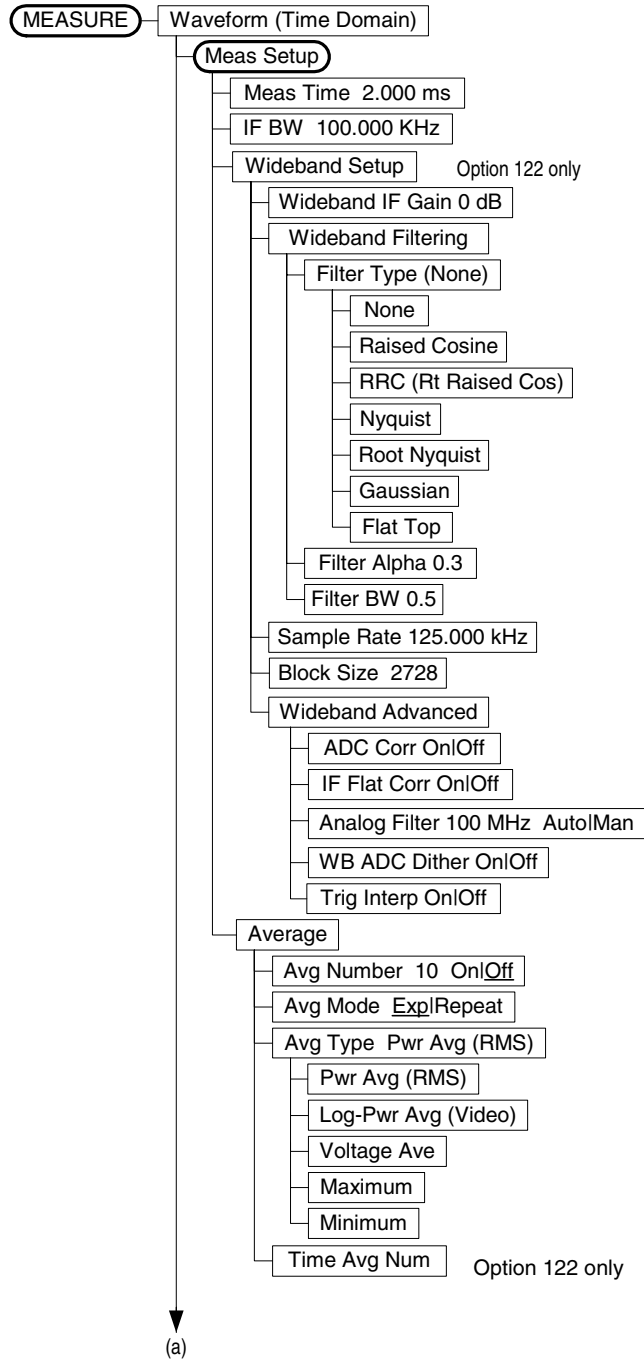 MEASURE Waveform (Time Domain)
Meas Setup
Meas Time 2.000 ms
IF BW 100.000 KHz
Wideband Setup Option 122 only
Wideband IF Gain 0 dB
Wideband Filtering
Filter Type (None)
None
Raised Cosine
RRC (Rt Raised Cos)
Nyquist
Root Nyquist
Gaussian
Flat Top
Filter Alpha 0.3
Filter BW 0.5
Sample Rate 125.000 kHz
Block Size 2728
Wideband Advanced
ADC Corr On|Off
IF Flat Corr On|Off
Analog Filter 100 MHz Auto|Man
WB ADC Dither On|Off
Trig Interp On|Off
Average
Avg Number 10 On|Off
Avg Mode Exp|Repeat
Avg Type Pwr Avg (RMS)
Pwr Avg (RMS)
Log-Pwr Avg (Video)
Voltage Ave
Maximum
Minimum
Time Avg Num Option 122 only
(a)